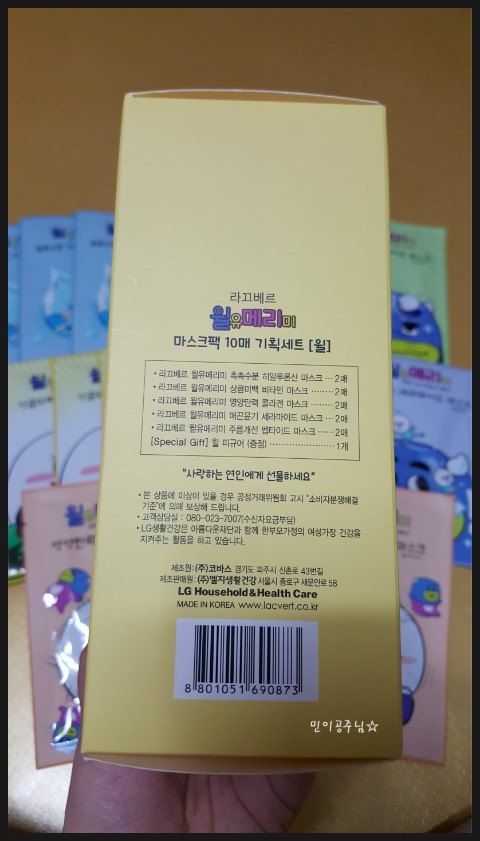 라끄베르
윌유메리미
마스크팩 10매 기획세트 [윌]
• 라끄베르 윌유메리미 촉촉수분 히알루론산 마스크 ··· 2매
• 라끄베르 윌유메리미 상큼미백 비타민 마스크 ········ 2매
• 라끄베르 윌유메리미 영양탄력 콜라겐 마스크 ······ 2매
• 라끄베르 윌유메리미 매끈윤기 세라마이드 마스크 ··· 2매
• 라끄베르 윌유메리미 주름개선 펩타이드 마스크 ······ 2매
[Special Gift] 윌 피규어 (증정) ······················· 1개
"사랑하는 연인에게 선물하세요"
• 본 상품에 이상이 있을 경우 공정거래위원회 고시 "소비자분쟁해결
기준"에 의해 보상해 드립니다.
• 고객상담실 : 080-023-7007(수신자요금부담)
• LG생활건강은 아름다운재단과 함께 한부모가정의 여성가장 건강을
지켜주는 활동을 하고 있습니다.
제조원: (주)코바스 경기도 파주시 신촌로 43번길
제조판매원: (주)엘지생활건강 서울시 종로구 새문안로 58
LG Household & Health Care
MADE IN KOREA www.lacvert.co.kr
8 801051 690873
민이공주님☆